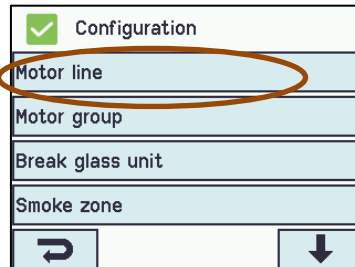 Configuration
Motor line
Motor group
Break glass unit
Smoke zone